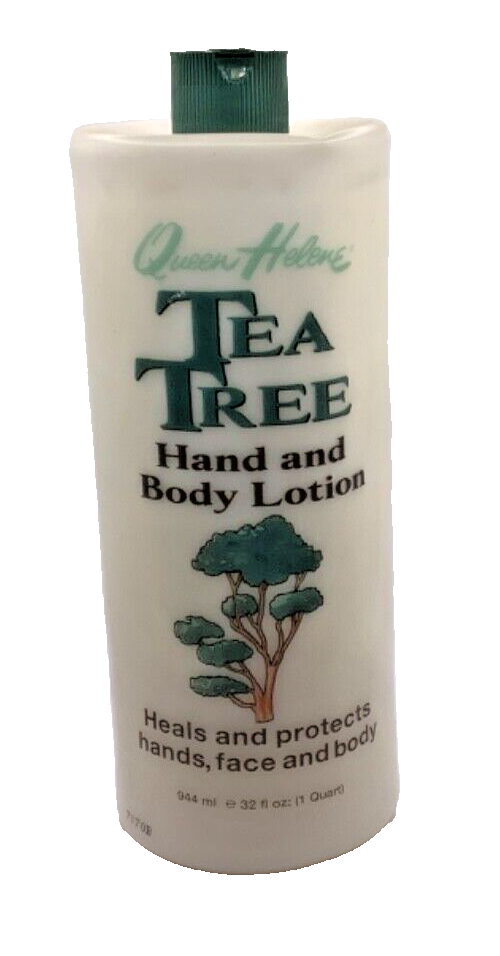 Queen Helene
TEA
TREE
Hand and
Body Lotion
Heals and protects
hands, face and body
944 ml ℮ 32 fl oz: (1 Quart)